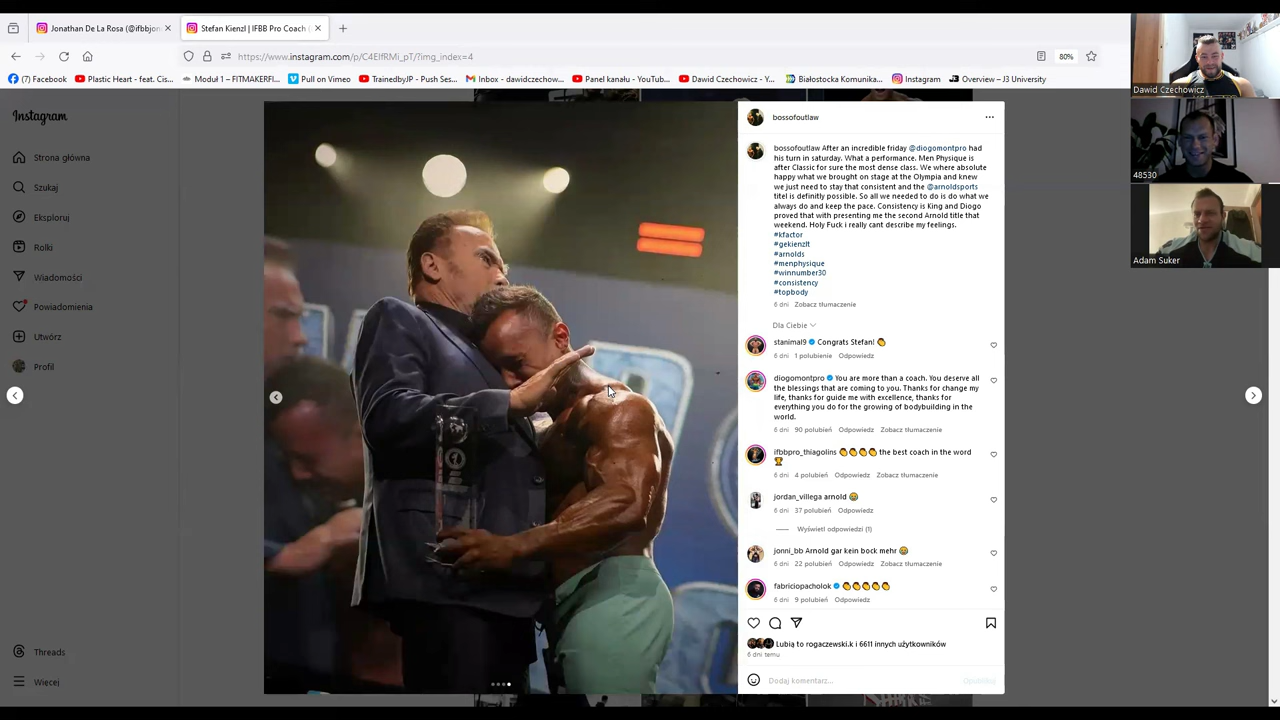 Jonathan De La Rosa (@ifbbjon
Stefan Kienzl | IFBB Pro Coach (
https://www.instagram.com/p/C4EIfRMi_pT/?img_index=4
80%
(7) Facebook
Plastic Heart - feat. Cis...
Moduł 1 – FITMAKERFI...
Pull on Vimeo
TrainedbyJP - Push Ses...
Inbox - dawidczechow...
Panel kanału - YouTub...
Dawid Czechowicz - Y...
Białostocka Komunika...
Instagram
Overview – J3 University
Dawid Czechowicz
48530
Adam Suker
Instagram
Strona główna
Szukaj
Eksploruj
Rolki
Wiadomości
Powiadomienia
Utwórz
Profil
Threads
Więcej
bossofoutlaw
bossofoutlaw After an incredible friday @diogomontpro had
his turn in saturday. What a performance. Men Physique is
after Classic for sure the most dense class. We where absolute
happy what we brought on stage at the Olympia and knew
we just need to stay that consistent and the @arnoldsports
titel is definitly possible. So all we needed to do is do what we
always do and keep the pace. Consistency is King and Diogo
proved that with presenting me the second Arnold title that
weekend. Holy Fuck i really cant describe my feelings.
#kfactor
#gekienzlt
#arnolds
#menphysique
#winnumber30
#consistency
#topbody
6 dni Zobacz tłumaczenie
Dla Ciebie
stanimal9 Congrats Stefan! 👏
6 dni 1 polubienie Odpowiedz
diogomontpro You are more than a coach. You deserve all
the blessings that are coming to you. Thanks for change my
life, thanks for guide me with excellence, thanks for
everything you do for the growing of bodybuilding in the
world.
6 dni 90 polubień Odpowiedz Zobacz tłumaczenie
ifbbpro_thiagolins 👏👏👏👏 the best coach in the word
🏆
6 dni 4 polubień Odpowiedz Zobacz tłumaczenie
jordan_villega arnold 😂
6 dni 37 polubień Odpowiedz
Wyświetl odpowiedzi (1)
jonni_bb Arnold gar kein bock mehr 😂
6 dni 22 polubień Odpowiedz Zobacz tłumaczenie
fabriciopacholok 👏👏👏👏👏
6 dni 9 polubień Odpowiedz
Lubią to rogaczewski.k i 6611 innych użytkowników
6 dni temu
Dodaj komentarz...
Opublikuj